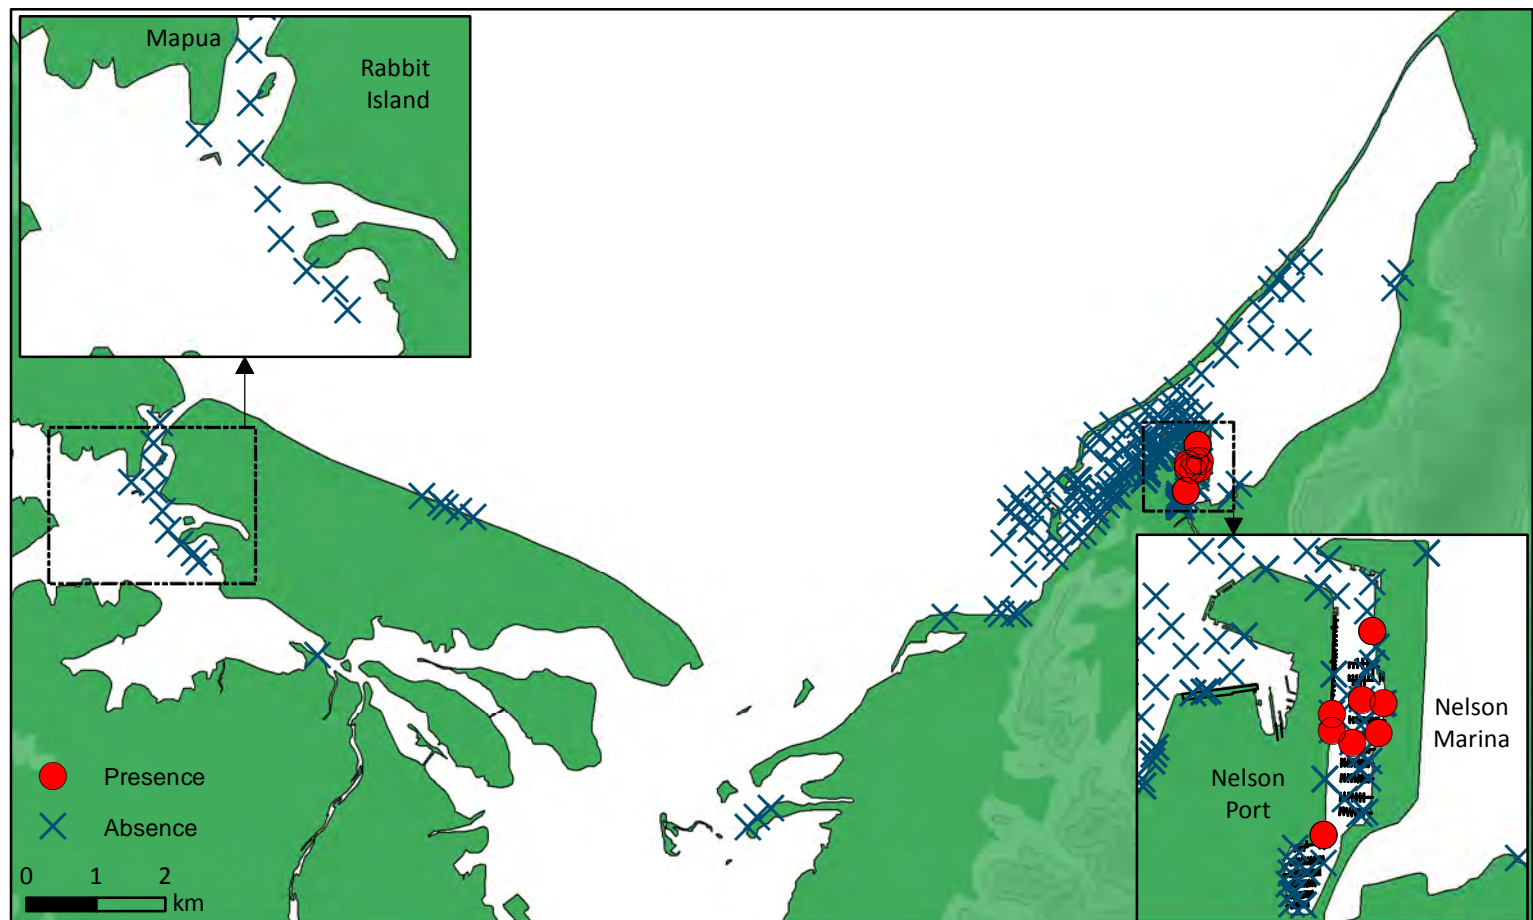 Mapua
Rabbit
Island
Nelson
Marina
Nelson
Port
Presence
Absence
0 1 2
km